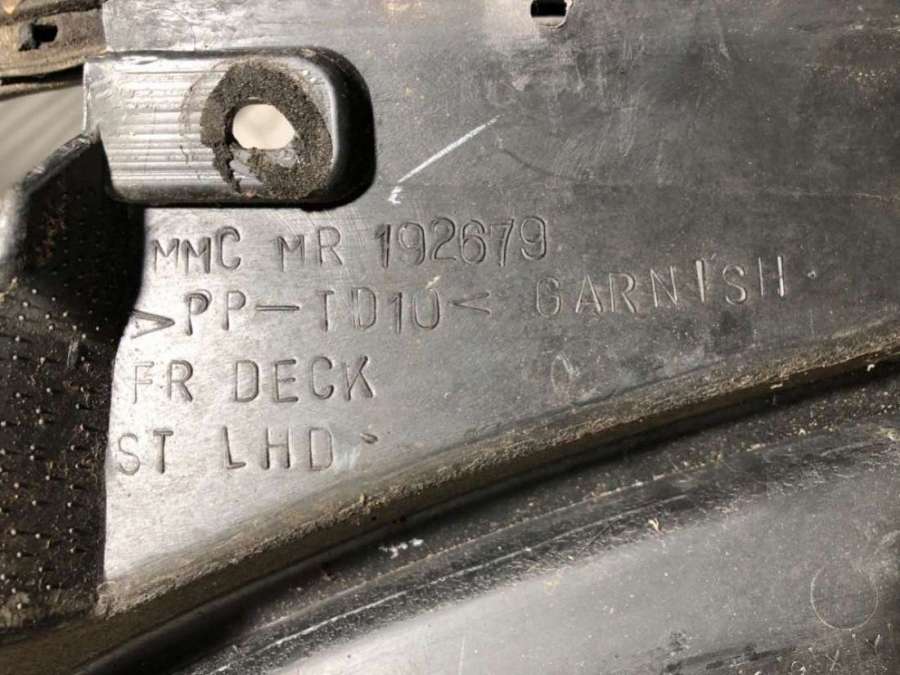 MMC MR 192679
>PP-TD10< GARNISH
FR DECK
ST LHD